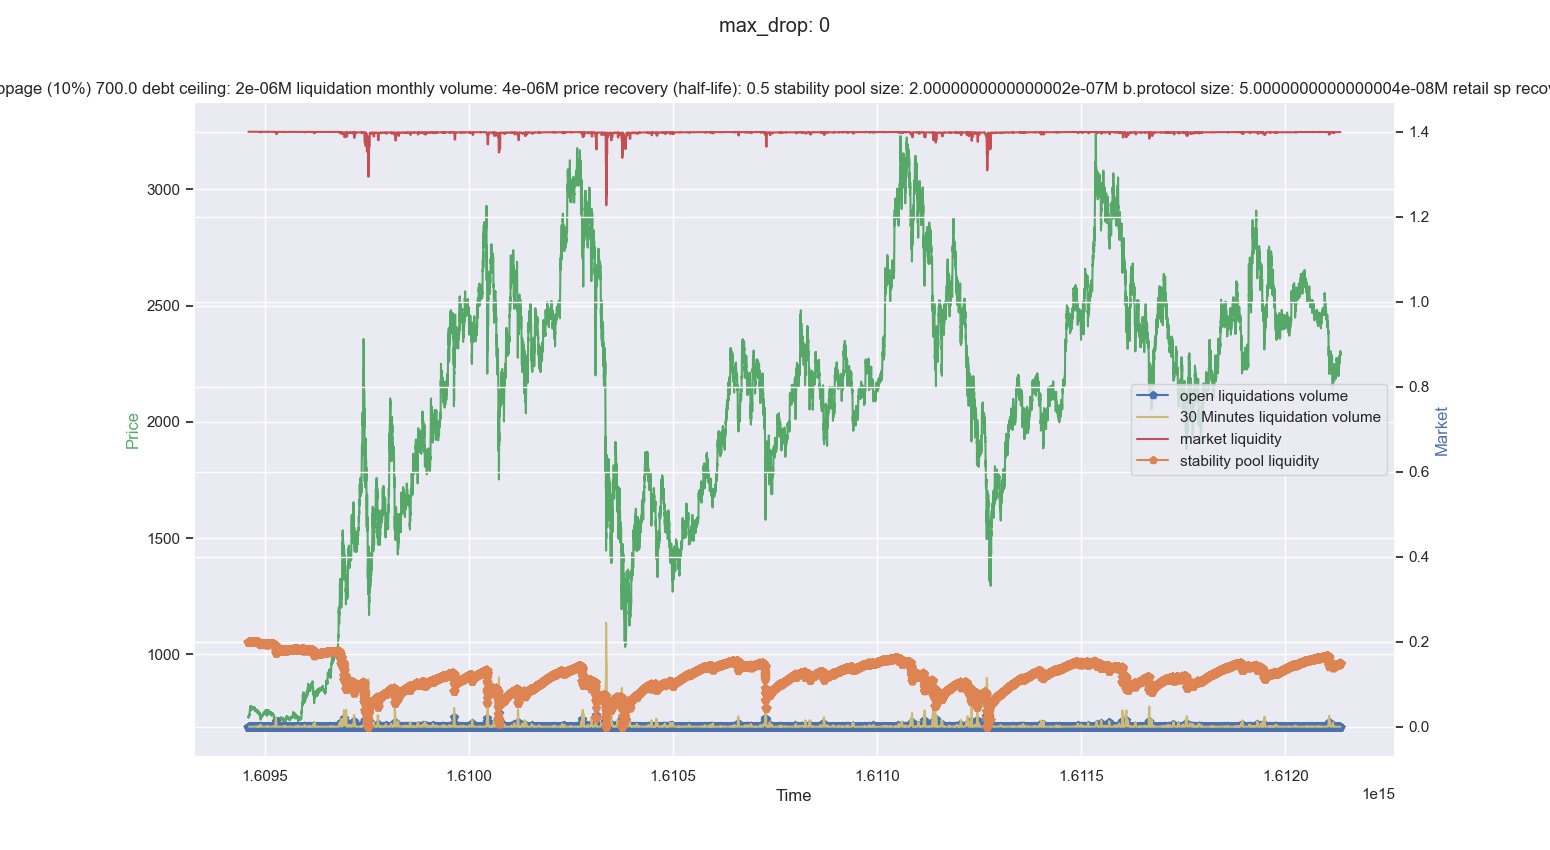 max_drop: 0
(10%) 700.0 debt ceiling: 2e-06M liquidation monthly volume: 4e-06M price recovery (half-life): 0.5 stability pool size: 2.0000000000000002e-07M b.protocol size: 5.0000000000000004e-08M retail sp
1.4
3000
1.2
2500
1.0
0.8
open liquidations volume
30 Minutes liquidation volume
market liquidity
stability pool liquidity
Price
Market
2000
0.6
1500
0.4
1000
0.2
0.0
1.6095 1.6100 1.6105 1.6110 1.6115 1.6120
Time
1e15